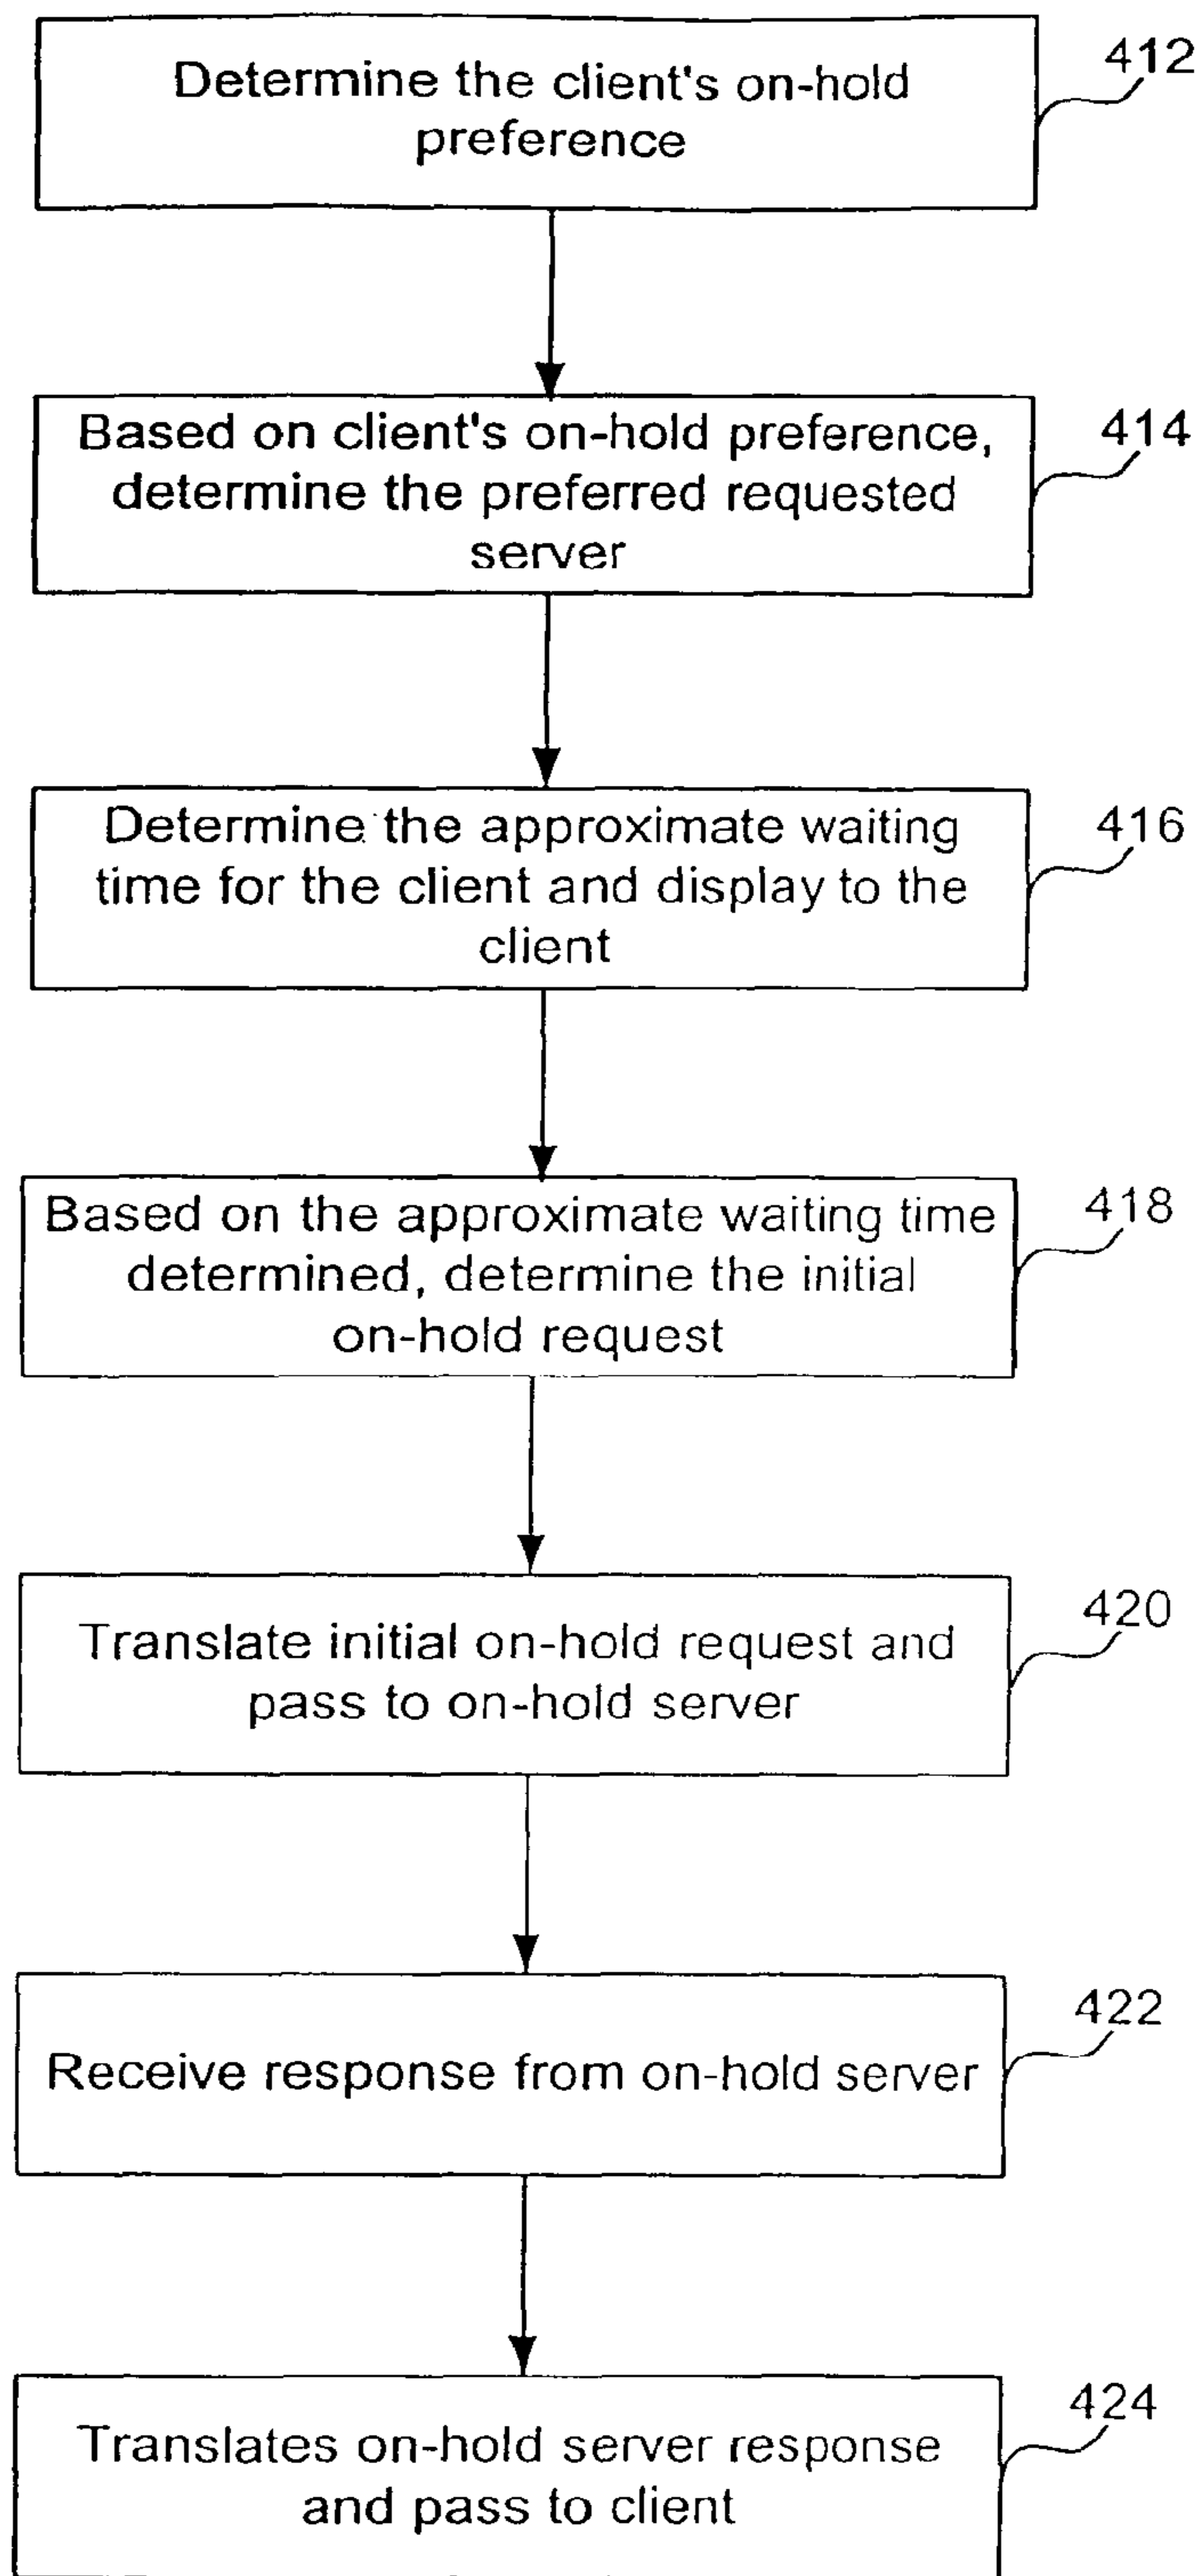 Determine the client's on-hold
preference
412
Based on client's on-hold preference,
determine the preferred requested
server
414
Determine the approximate waiting
time for the client and display to the
client
416
Based on the approximate waiting time
determined, determine the initial
on-hold request
418
Translate initial on-hold request and
pass to on-hold server
420
Receive response from on-hold server
422
Translates on-hold server response
and pass to client
424